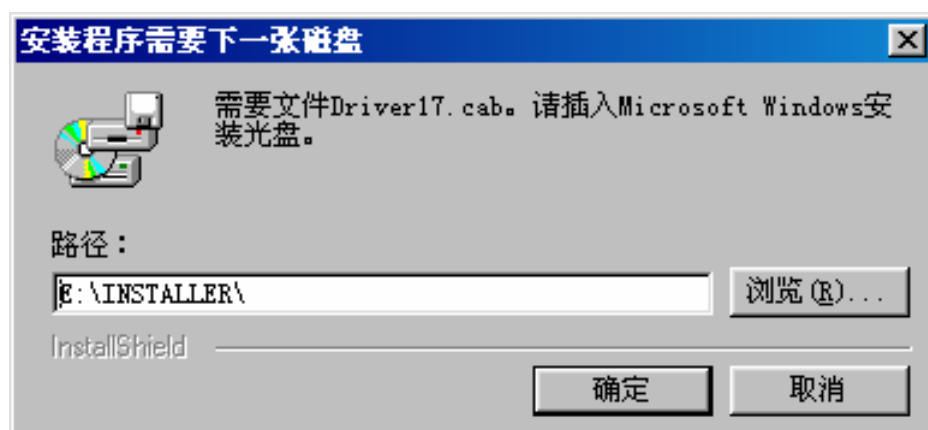 安装程序需要下一张磁盘
需要文件Driver17.cab。请插入Microsoft Windows安
装光盘。
路径：
E:\INSTALLER\
浏览(R)...
InstallShield
确定
取消